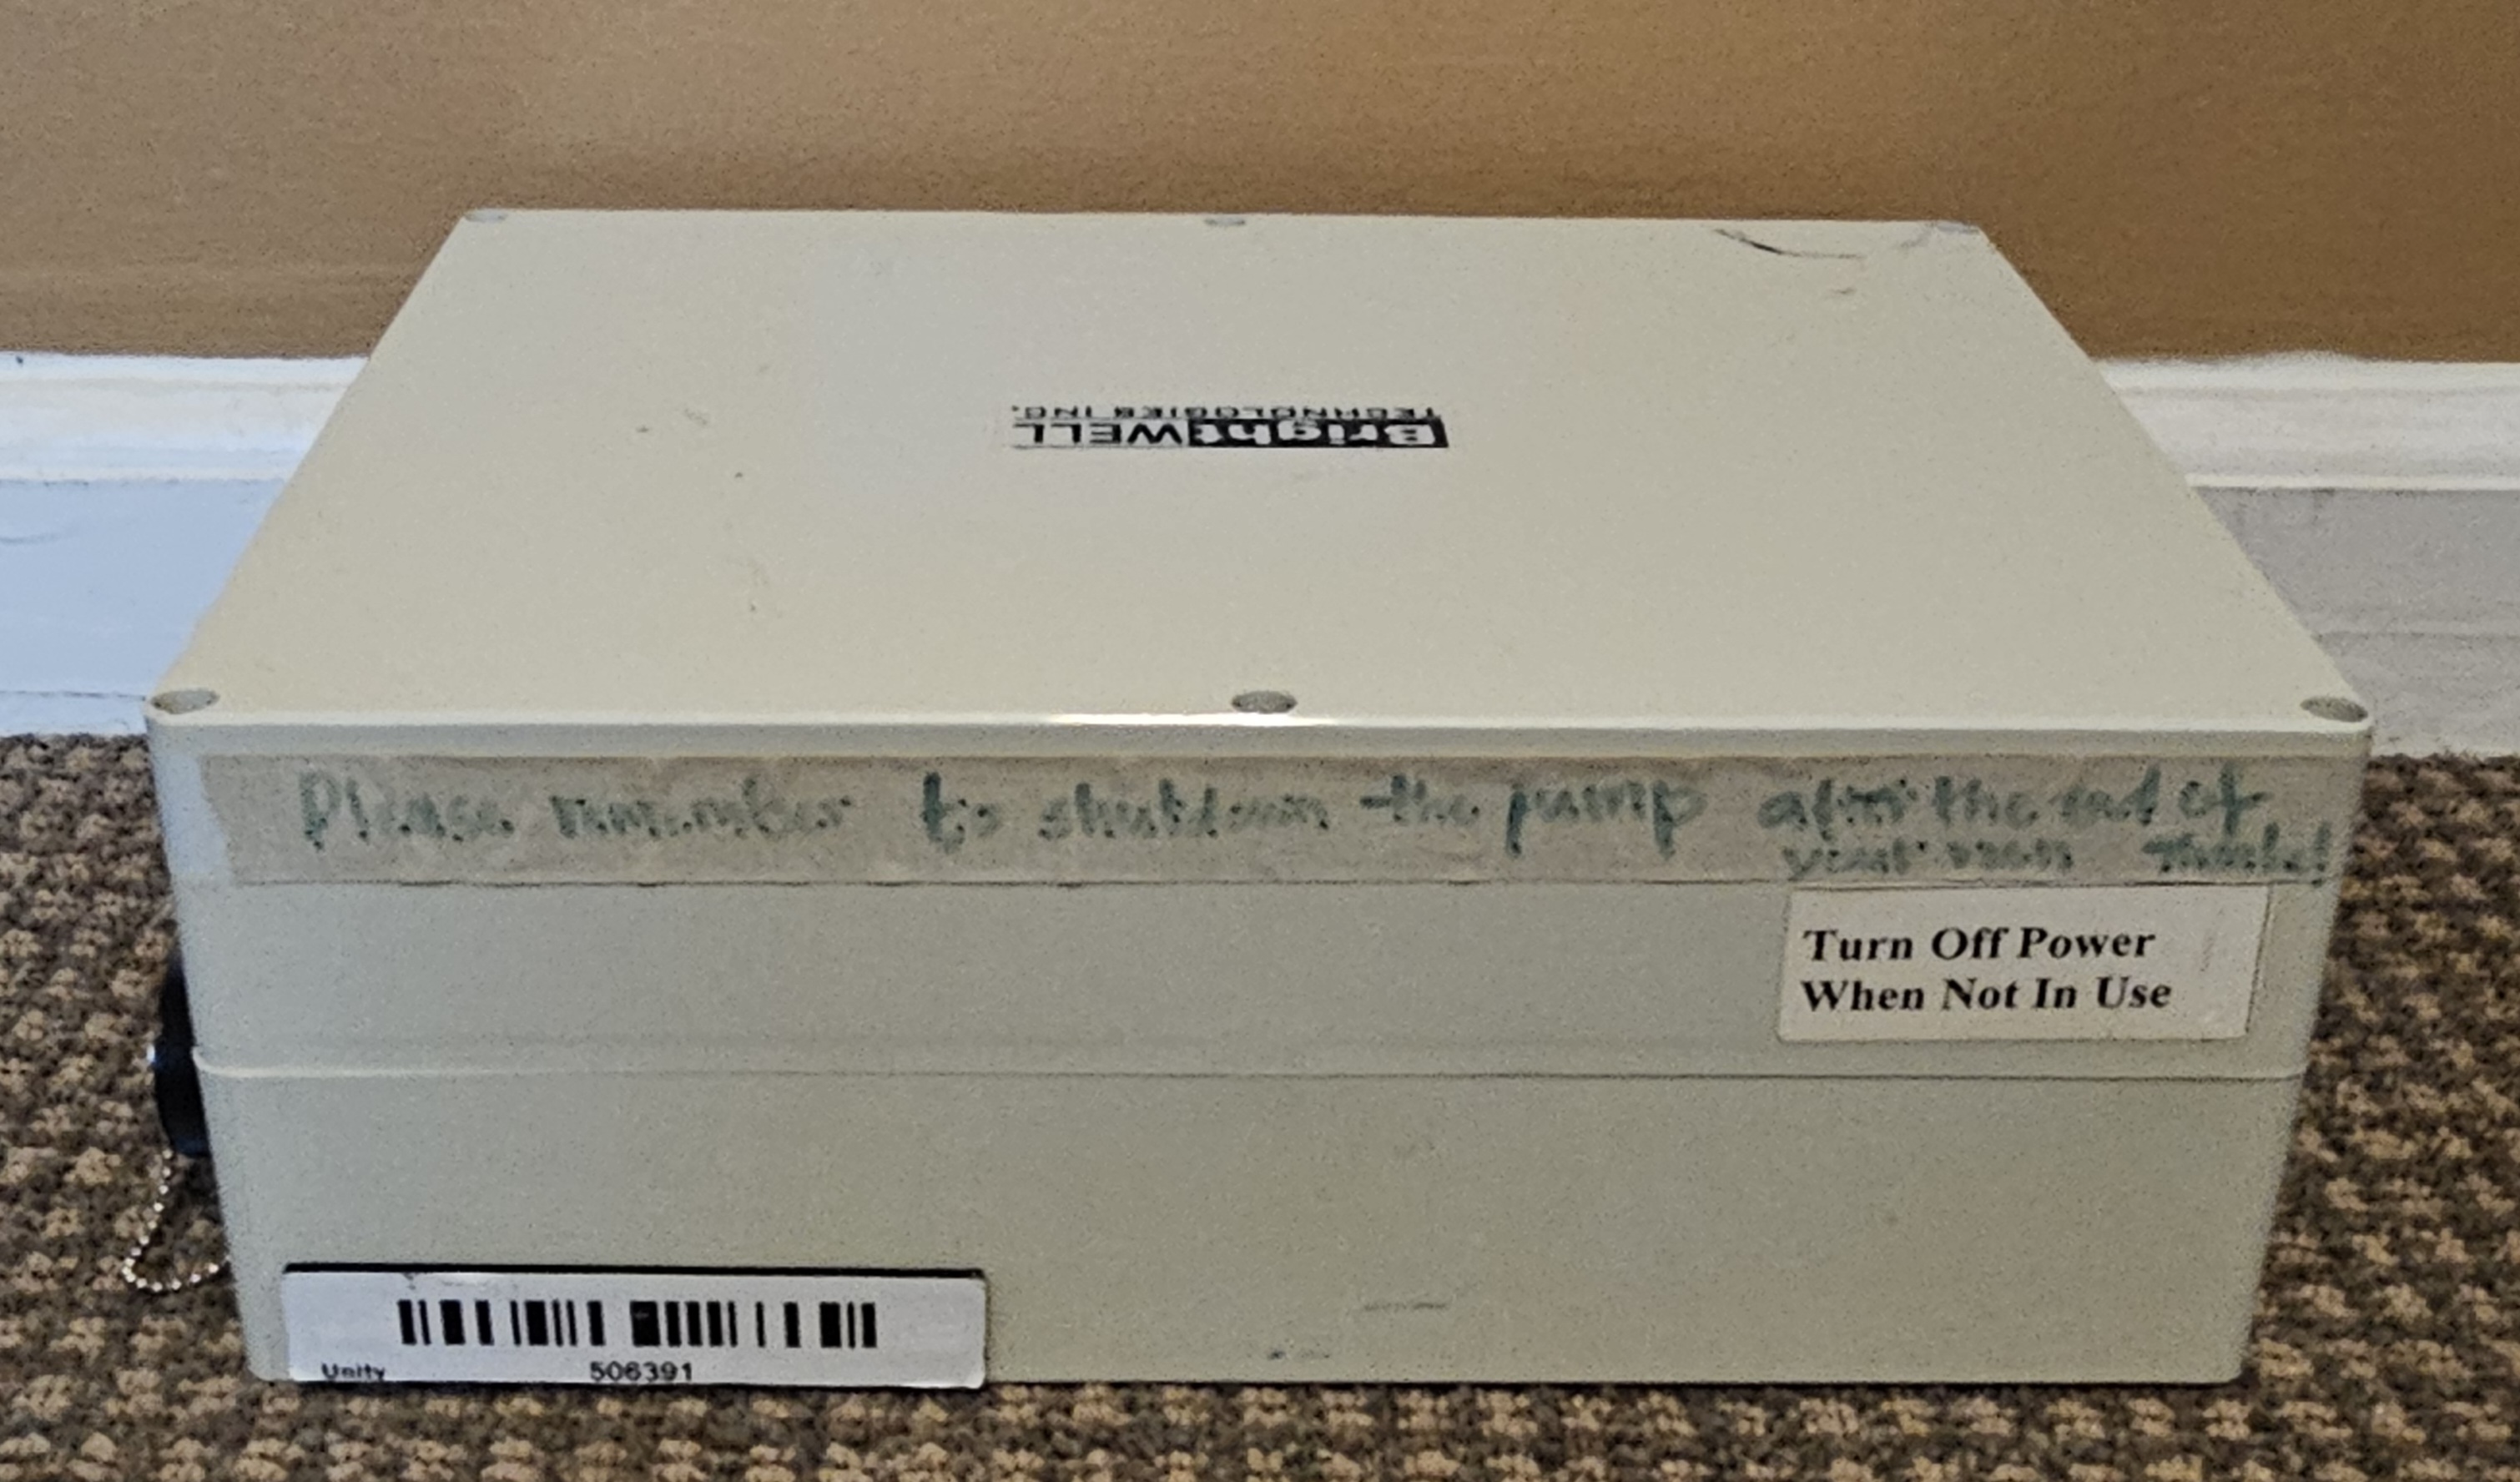 BrightWELL
TECHNOLOGIES INC.
Please remember to shutdown the pump after the end of
your run Thanks!
Turn Off Power
When Not In Use
Unity 506391